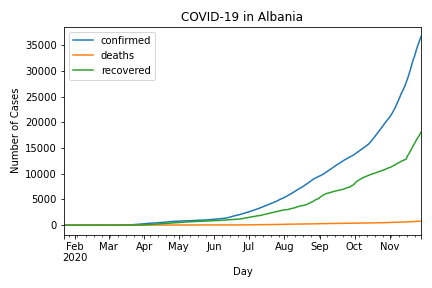 COVID-19 in Albania
confirmed
deaths
recovered
Number of Cases
35000
30000
25000
20000
15000
10000
5000
0
Feb Mar Apr May Jun Jul Aug Sep Oct Nov
2020
Day